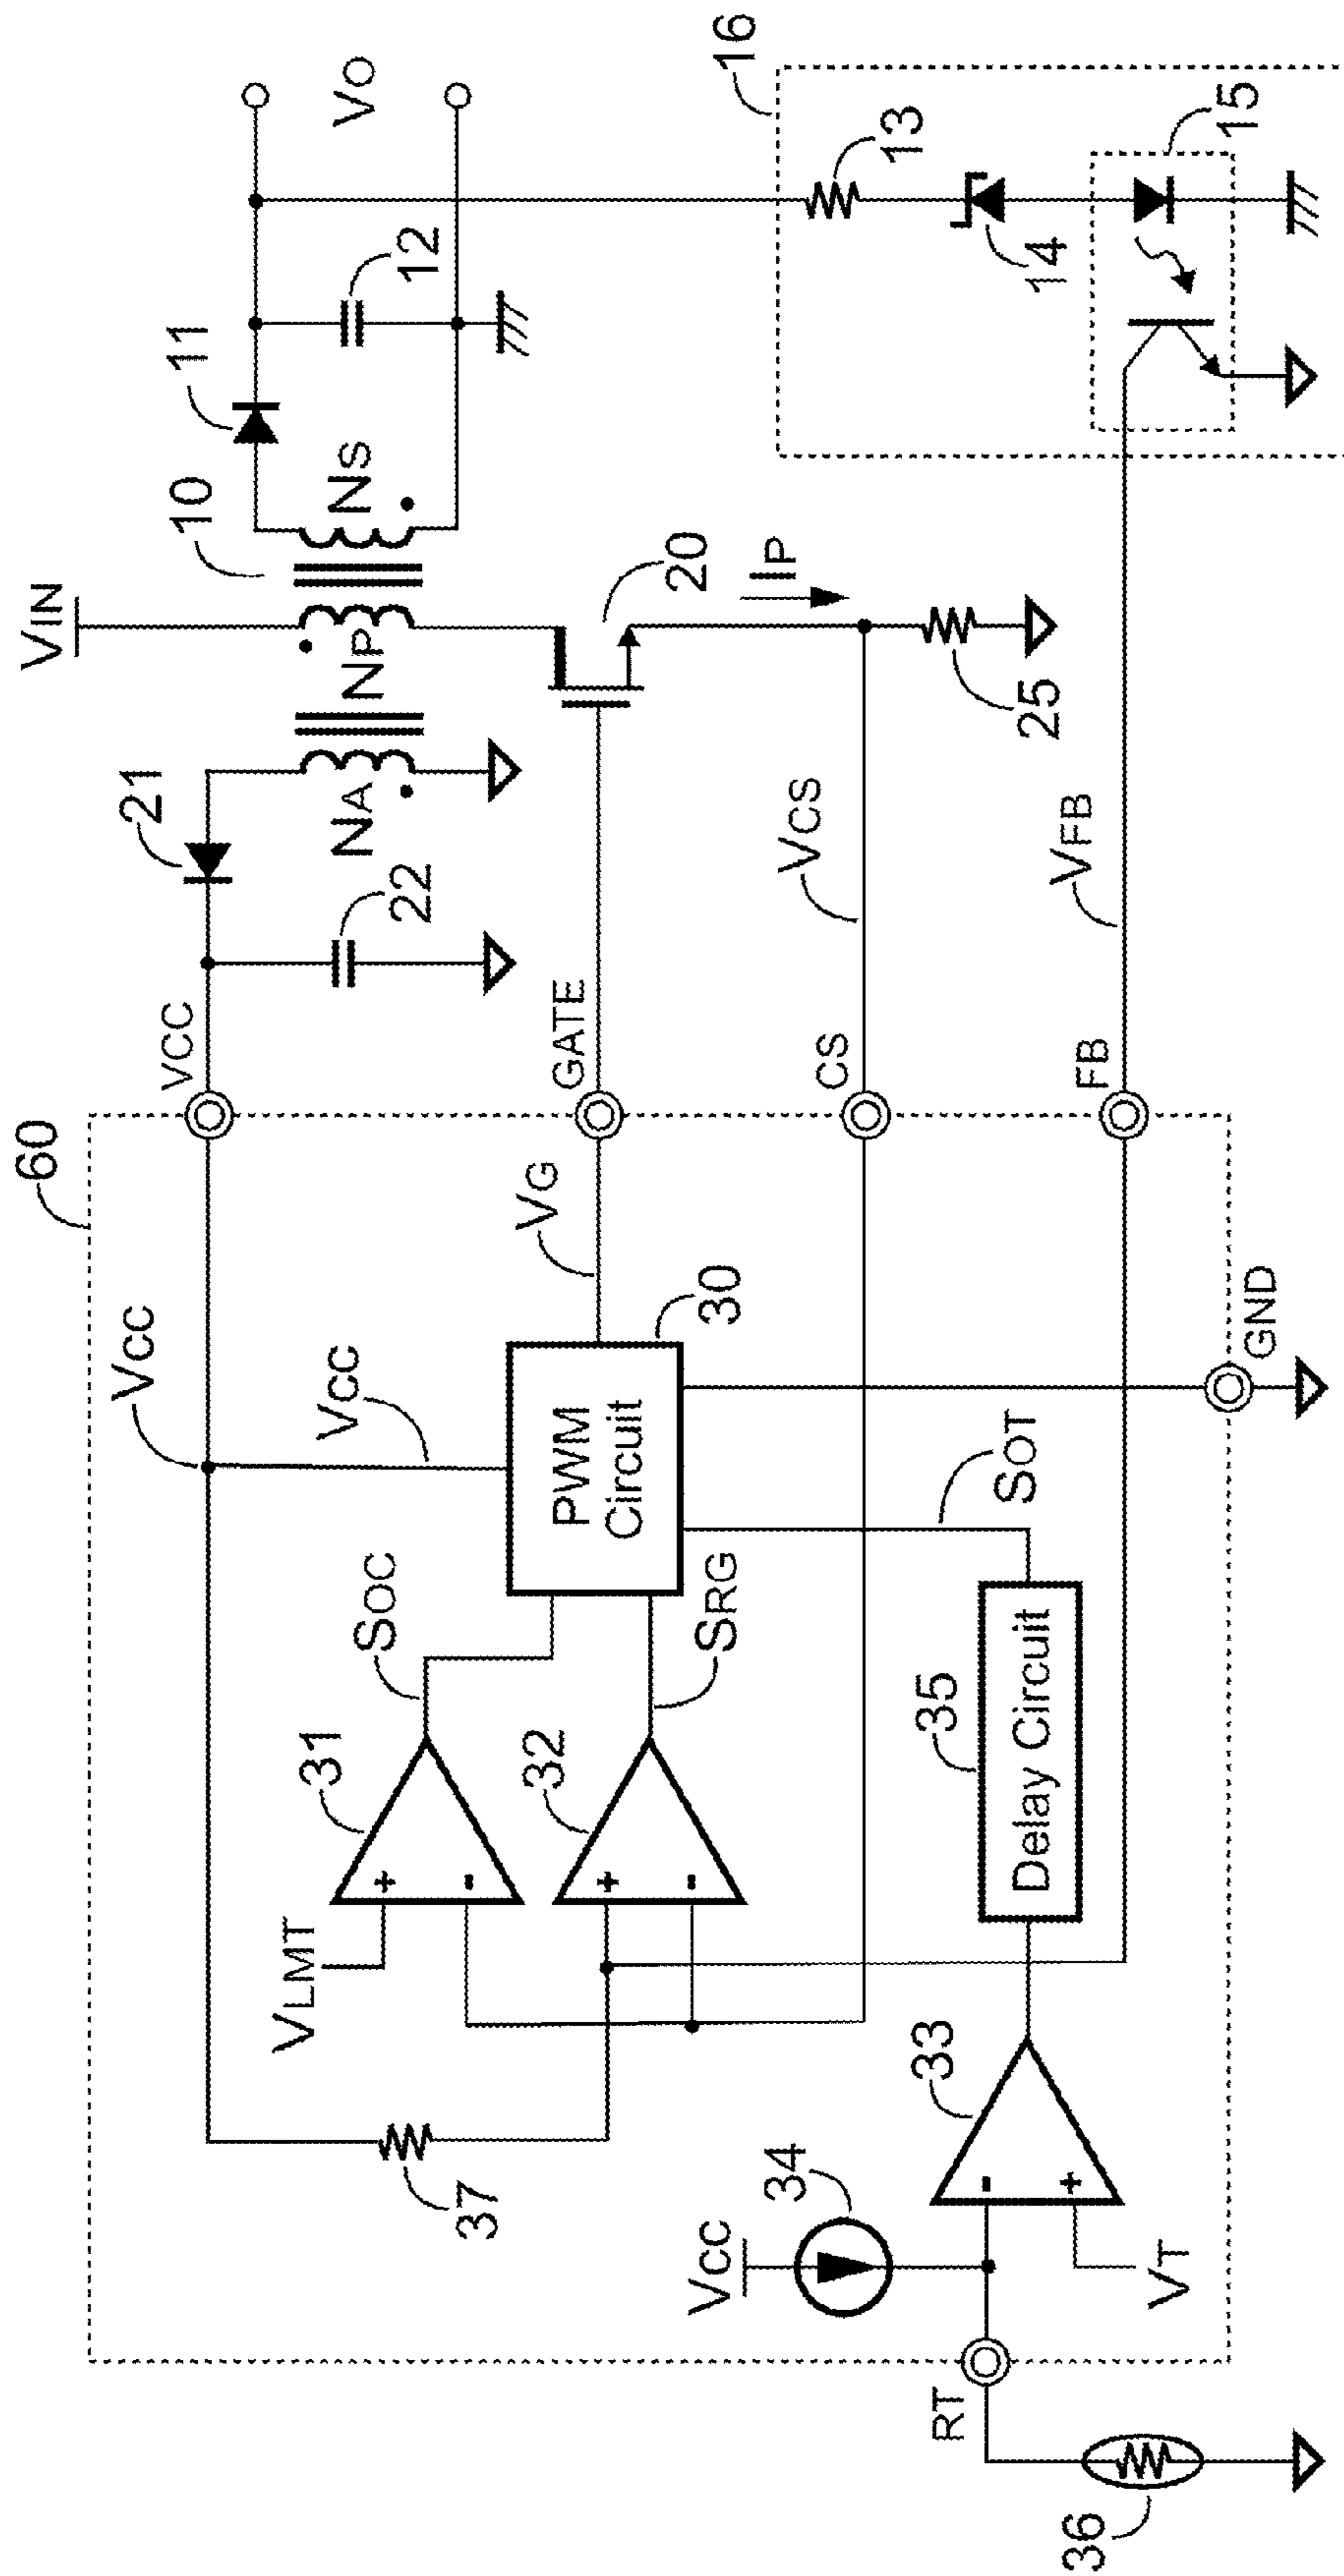 60
VIN
10
11
21
VCC
Vcc
NA
NP
NS
12
VO
22
Vcc
SOC
31
VLMT
37
VG
GATE
20
IP
PWM
Circuit
30
32
SRG
VCS
CS
25
16
13
14
15
34
Vcc
33
35
Delay Circuit
SOT
VFB
FB
RT
VT
GND
36